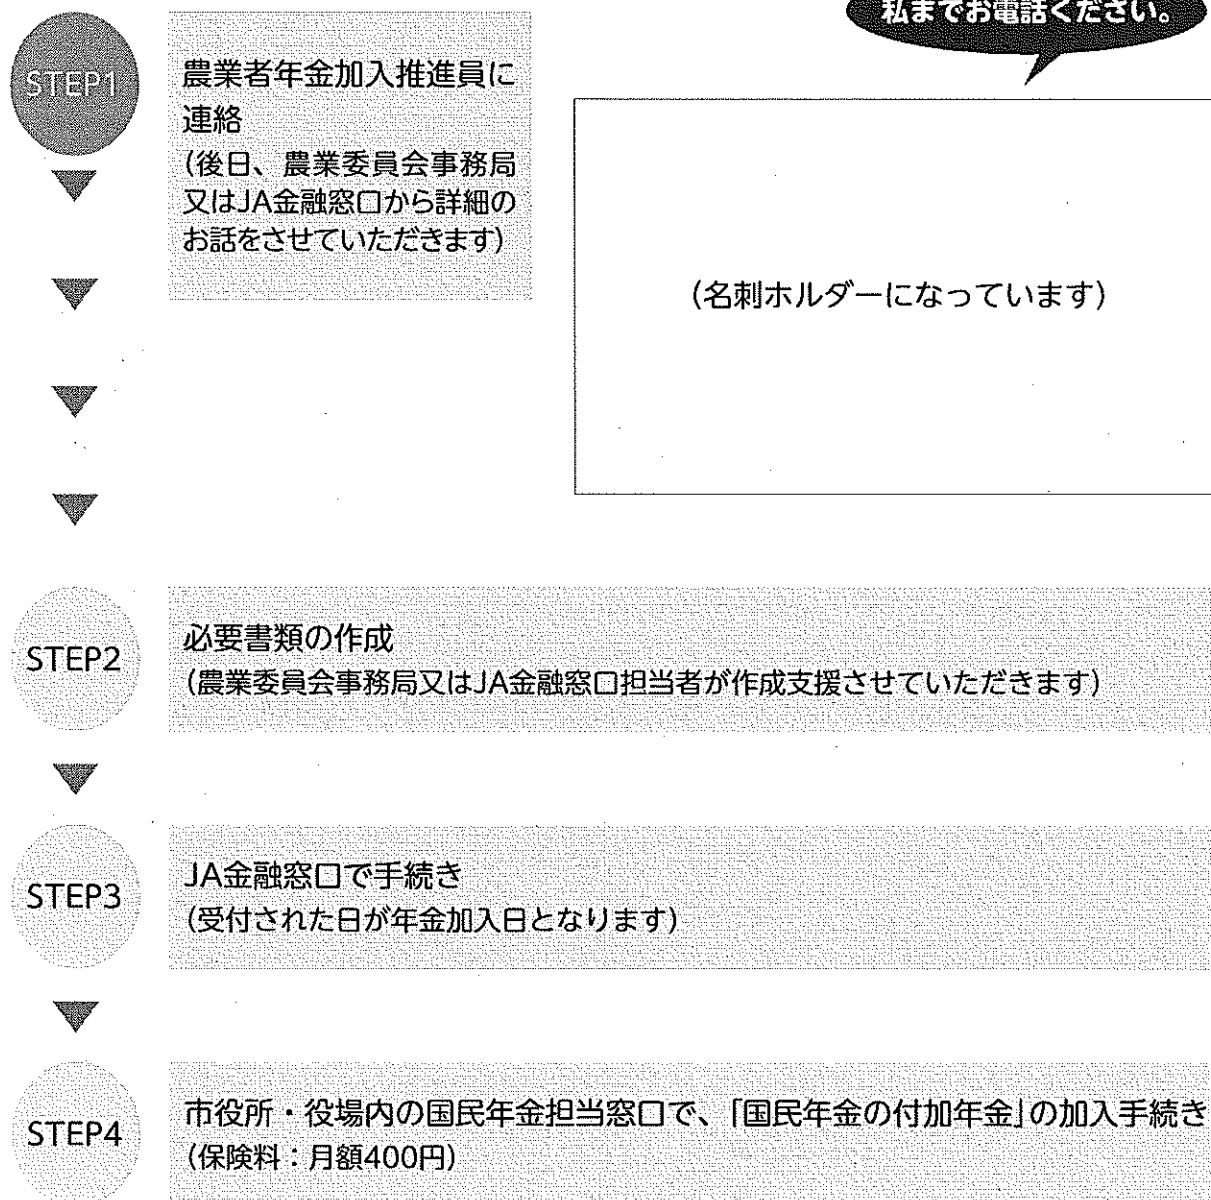 私までお電話ください。
STEP1
農業者年金加入推進員に
連絡
(後日、農業委員会事務局
又はJA金融窓口から詳細の
お話をさせていただきます)
(名刺ホルダーになっています)
STEP2
必要書類の作成
(農業委員会事務局又はJA金融窓口担当者が作成支援させていただきます)
STEP3
JA金融窓口で手続き
(受付された日が年金加入日となります)
STEP4
市役所・役場内の国民年金担当窓口で、「国民年金の付加年金」の加入手続き
(保険料：月額400円)